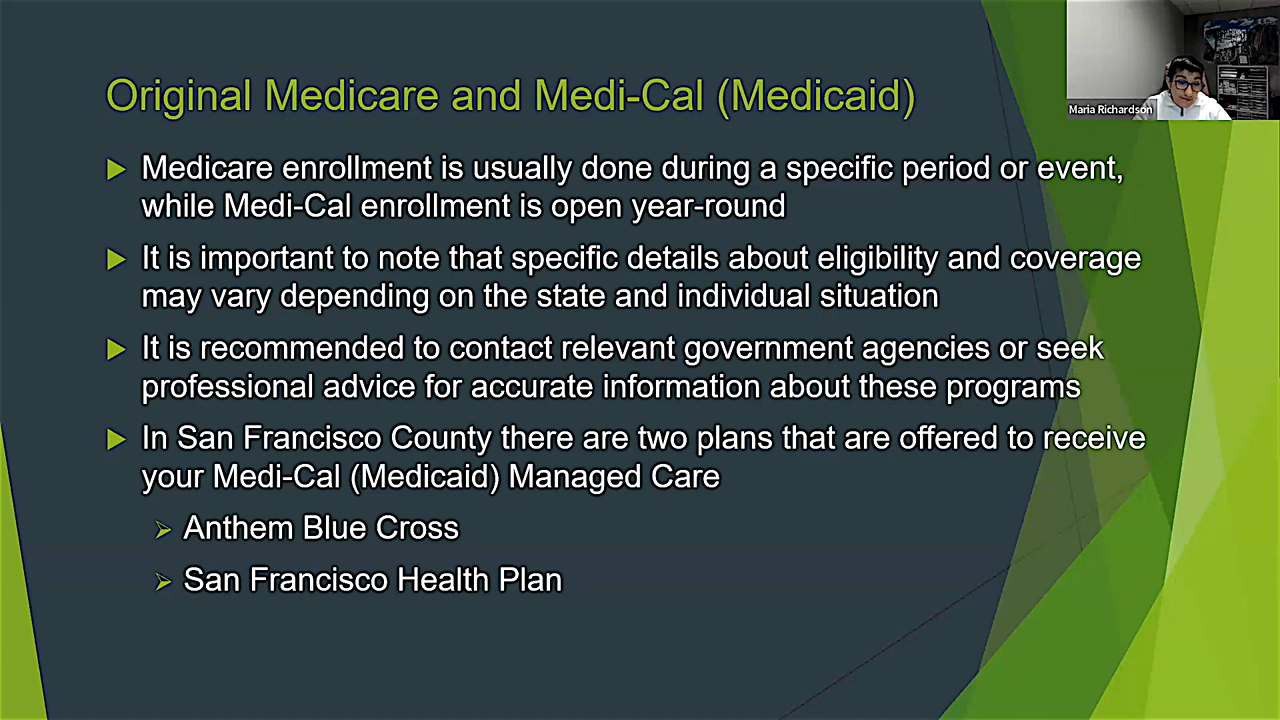 Original Medicare and Medi-Cal (Medicaid)
Maria Richardson
Medicare enrollment is usually done during a specific period or event,
while Medi-Cal enrollment is open year-round
It is important to note that specific details about eligibility and coverage
may vary depending on the state and individual situation
It is recommended to contact relevant government agencies or seek
professional advice for accurate information about these programs
In San Francisco County there are two plans that are offered to receive
your Medi-Cal (Medicaid) Managed Care
Anthem Blue Cross
San Francisco Health Plan